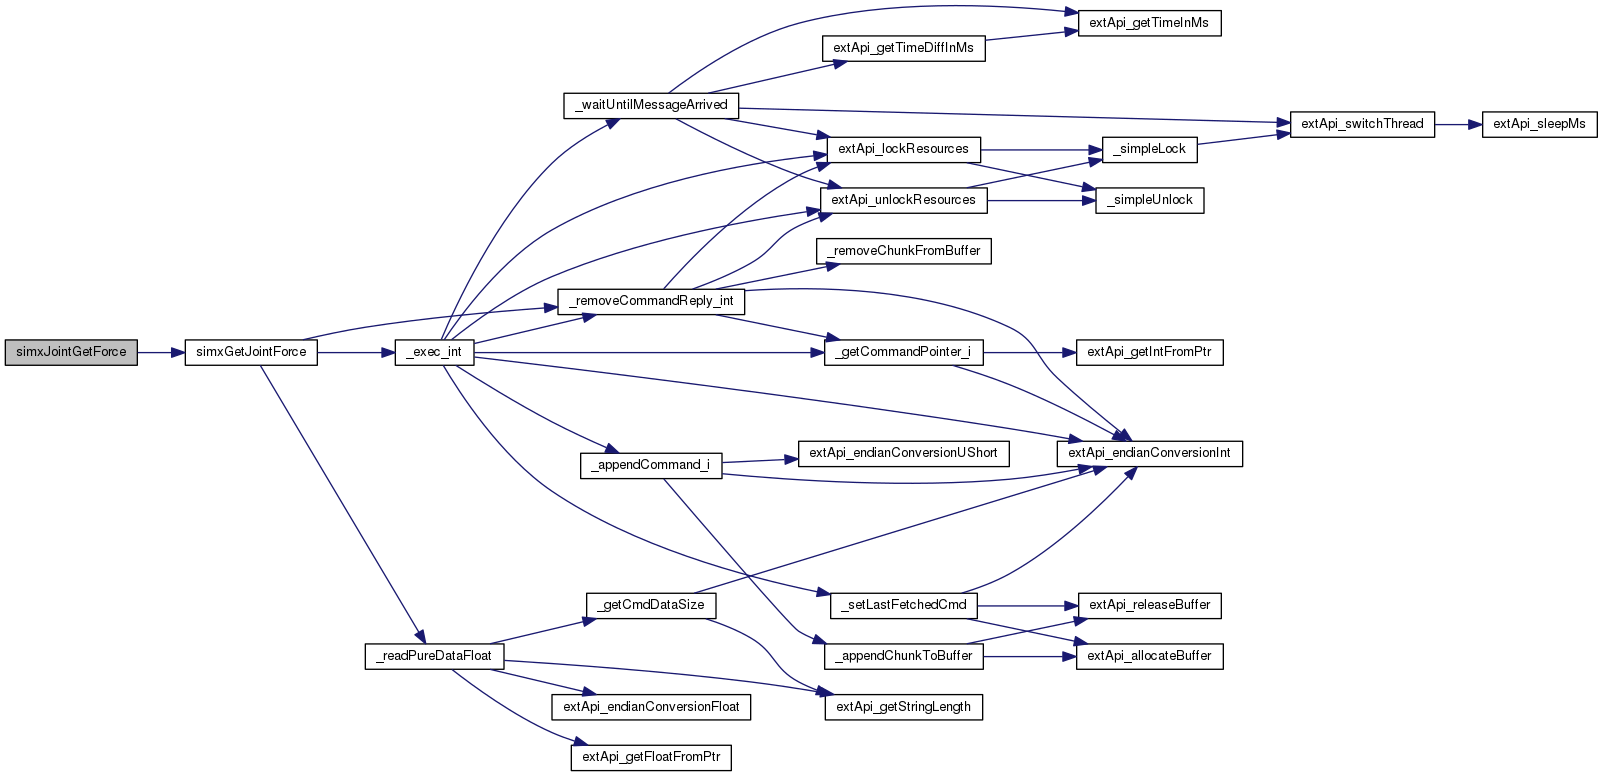 extApi_getTimeInMs
extApi_getTimeDiffInMs
_waitUntilMessageArrived
extApi_switchThread
extApi_sleepMs
extApi_lockResources
_simpleLock
extApi_unlockResources
_simpleUnlock
_removeChunkFromBuffer
_removeCommandReply_int
simxJointGetForce
simxGetJointForce
_exec_int
_getCommandPointer_i
extApi_getIntFromPtr
extApi_endianConversionUShort
extApi_endianConversionInt
_appendCommand_i
_getCmdDataSize
_setLastFetchedCmd
extApi_releaseBuffer
_readPureDataFloat
_appendChunkToBuffer
extApi_allocateBuffer
extApi_endianConversionFloat
extApi_getStringLength
extApi_getFloatFromPtr